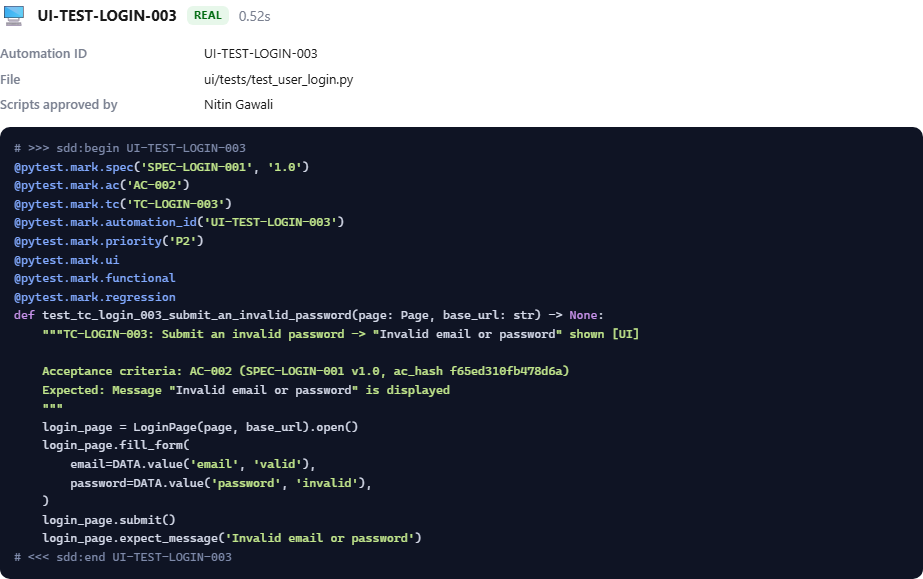 UI-TEST-LOGIN-003 REAL 0.52s
Automation ID UI-TEST-LOGIN-003
File ui/tests/test_user_login.py
Scripts approved by Nitin Gawali
# >>> sdd:begin UI-TEST-LOGIN-003
@pytest.mark.spec('SPEC-LOGIN-001', '1.0')
@pytest.mark.ac('AC-002')
@pytest.mark.tc('TC-LOGIN-003')
@pytest.mark.automation_id('UI-TEST-LOGIN-003')
@pytest.mark.priority('P2')
@pytest.mark.ui
@pytest.mark.functional
@pytest.mark.regression
def test_tc_login_003_submit_an_invalid_password(page: Page, base_url: str) -> None:
    """TC-LOGIN-003: Submit an invalid password -> "Invalid email or password" shown [UI]
    Acceptance criteria: AC-002 (SPEC-LOGIN-001 v1.0, ac_hash f65ed310fb478d6a)
    Expected: Message "Invalid email or password" is displayed
    """
    login_page = LoginPage(page, base_url).open()
    login_page.fill_form(
        email=DATA.value('email', 'valid'),
        password=DATA.value('password', 'invalid'),
    )
    login_page.submit()
    login_page.expect_message('Invalid email or password')
# <<< sdd:end UI-TEST-LOGIN-003